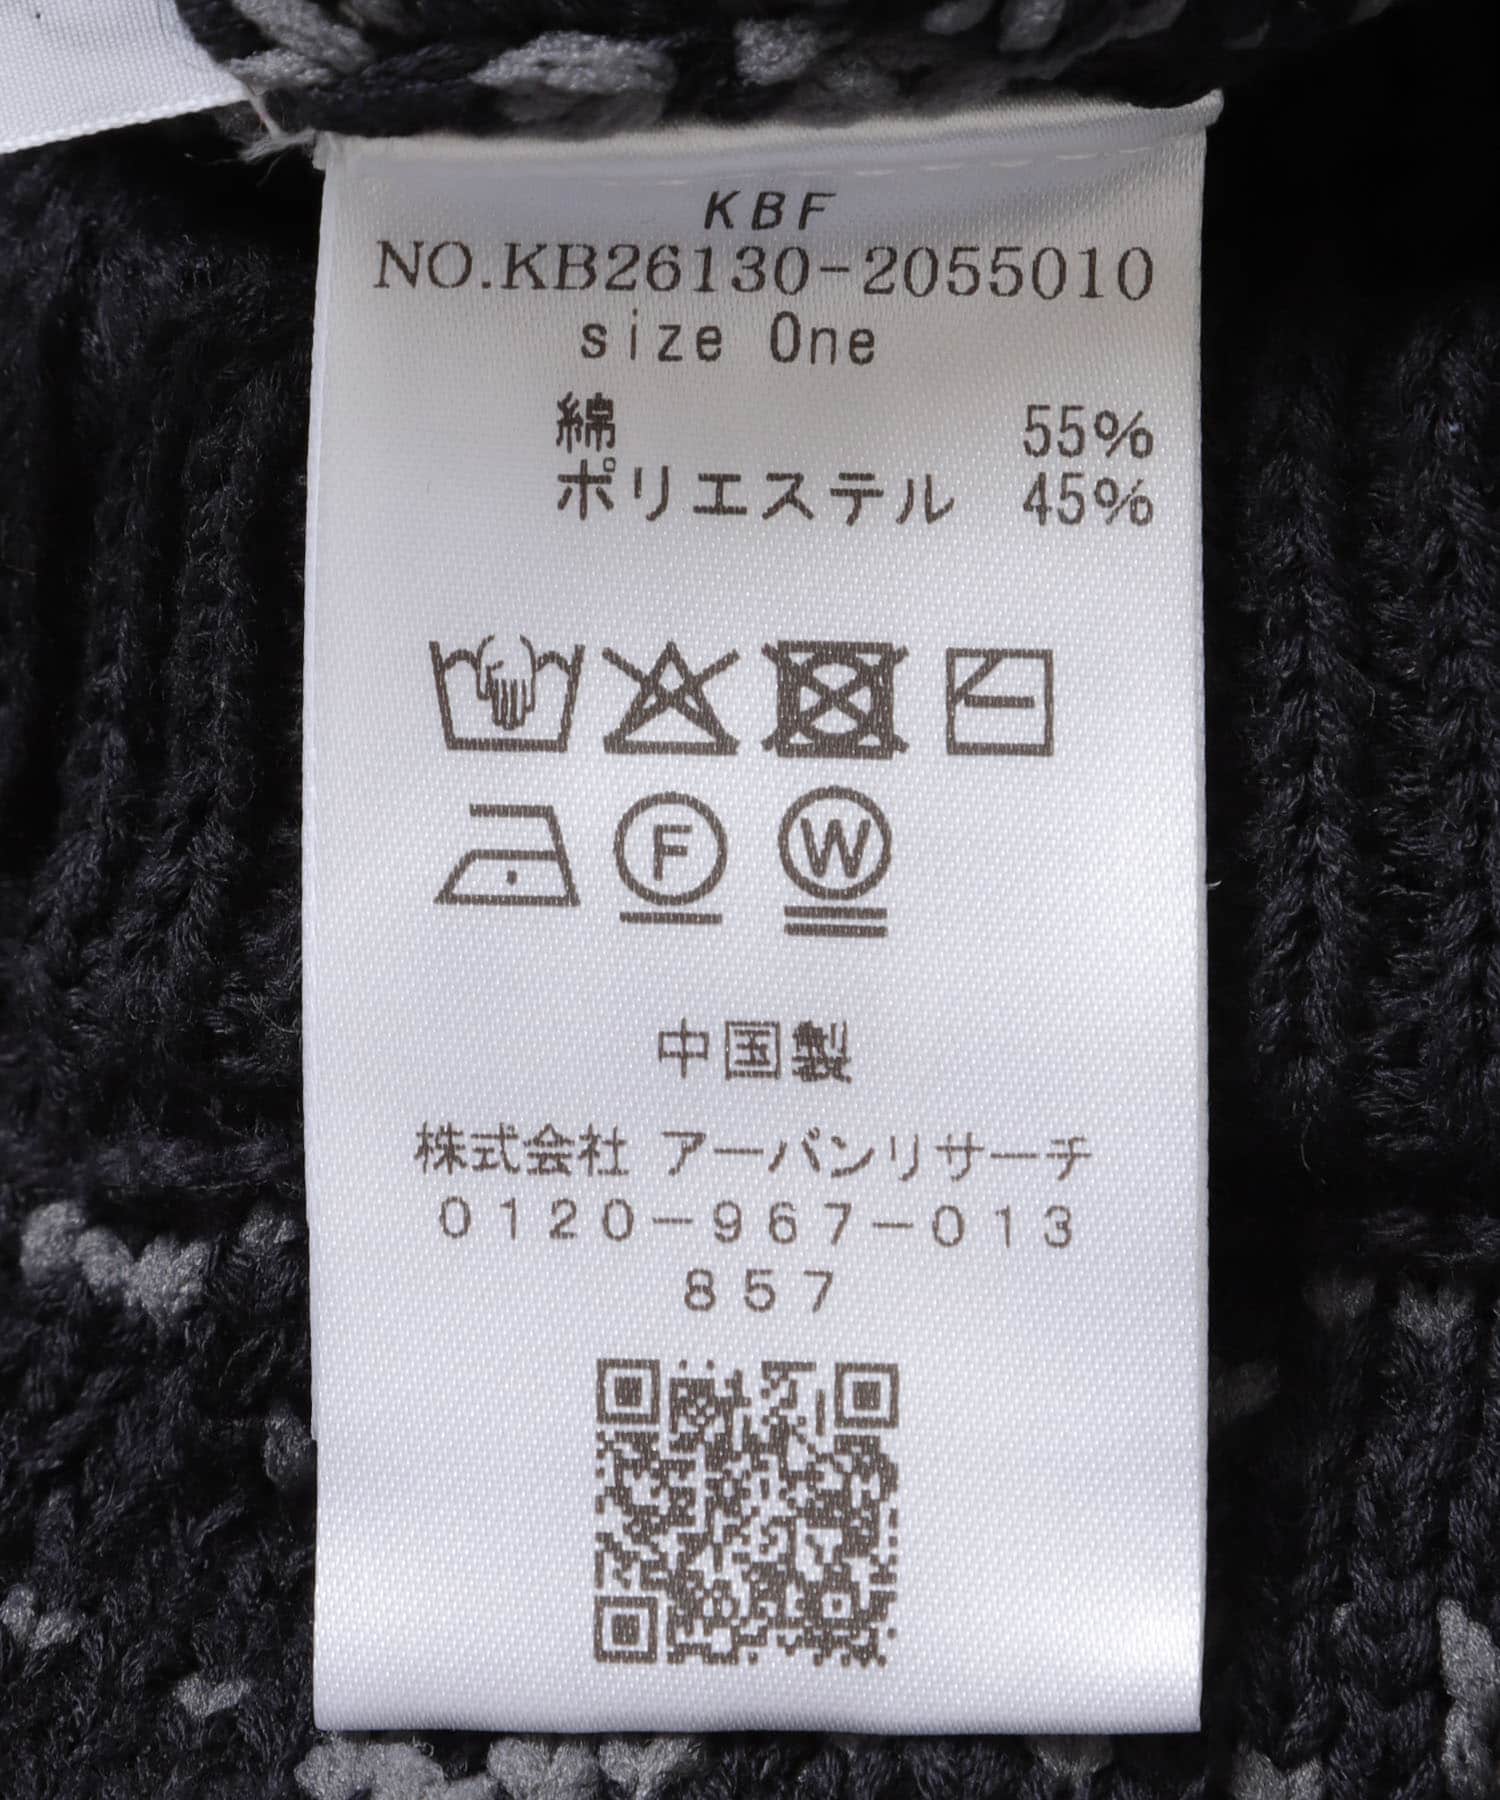 KBF
NO.KB26130-2055010
size One
綿 55%
ポリエステル 45%
F W
中国製
株式会社 アーバンリサーチ
0120-967-013
857